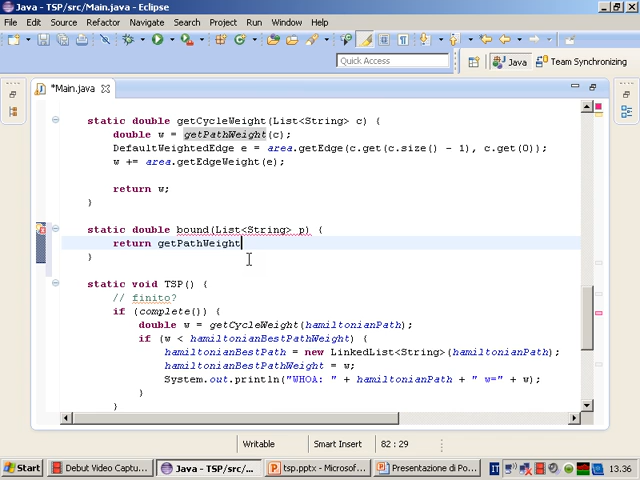 Java - TSP/src/Main.java - Eclipse
File Edit Source Refactor Navigate Search Project Run Window Help
Quick Access
Java
Team Synchronizing
*Main.java
static double getCycleWeight(List<String> c) {
double w = getPathWeight(c);
DefaultWeightedEdge e = area.getEdge(c.get(c.size() - 1), c.get(0));
w += area.getEdgeWeight(e);
return w;
}
static double bound(List<String> p) {
return getPathWeight
}
static void TSP() {
// finito?
if (complete()) {
double w = getCycleWeight(hamiltonianPath);
if (w < hamiltonianBestPathWeight) {
hamiltonianBestPath = new LinkedList<String>(hamiltonianPath);
hamiltonianBestPathWeight = w;
System.out.println("WHOA: " + hamiltonianPath + " w=" + w);
}
}
Writable Smart Insert 82 : 29
Start Debut Video Captu... Java - TSP/src/... tsp.pptx - Microsof... Presentazione di Po... IT 13.36